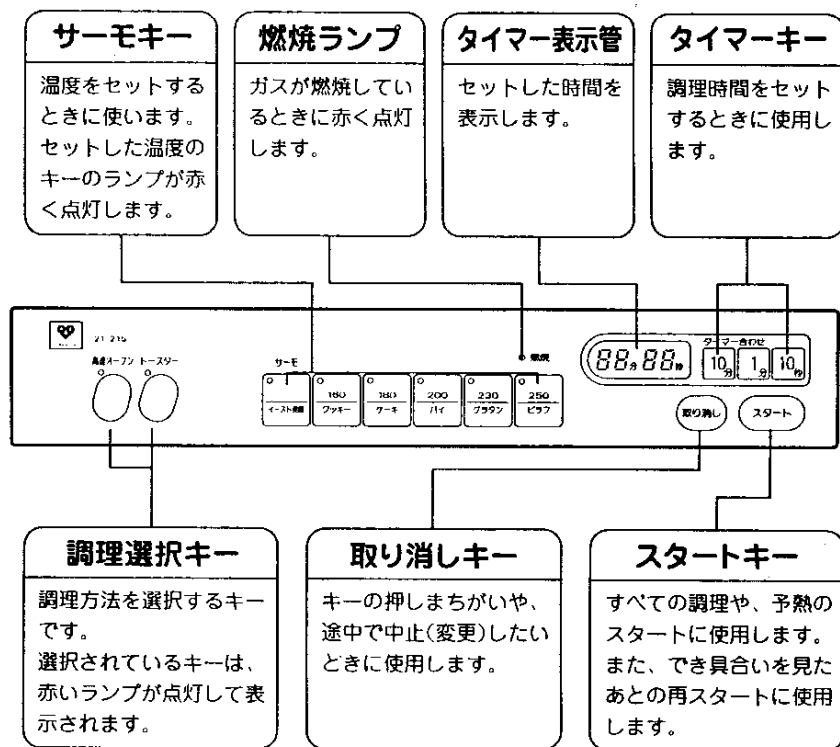 サーモキー
温度をセットする
ときに使います。
セットした温度の
キーのランプが赤
く点灯します。
燃焼ランプ
ガスが燃焼してい
るときに赤く点灯
します。
タイマー表示管
セットした時間を
表示します。
タイマーキー
調理時間をセット
するときに使用し
ます。
21-215
高速オーブン トースター
サーモ
燃焼
イースト発酵
160 クッキー
180 ケーキ
200 パイ
230 グラタン
250 ピラフ
88分88秒
タイマー合わせ
10分 1分 10秒
取り消し
スタート
調理選択キー
調理方法を選択するキー
です。
選択されているキーは、
赤いランプが点灯して表
示されます。
取り消しキー
キーの押しまちがいや、
途中で中止(変更)したい
ときに使用します。
スタートキー
すべての調理や、予熱の
スタートに使用します。
また、でき具合いを見た
あとの再スタートに使用
します。